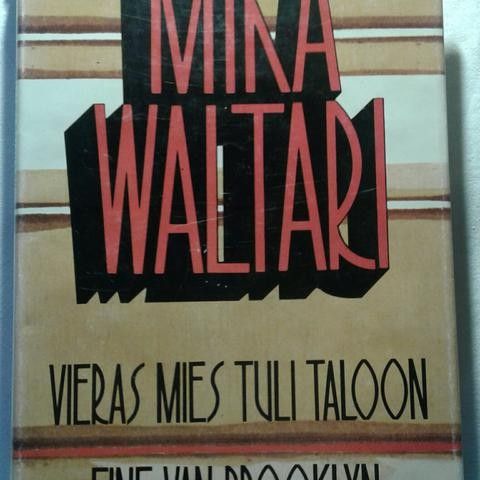 MIKA
WALTARI
VIERAS MIES TULI TALOON
FINE VAN BROOKLYN